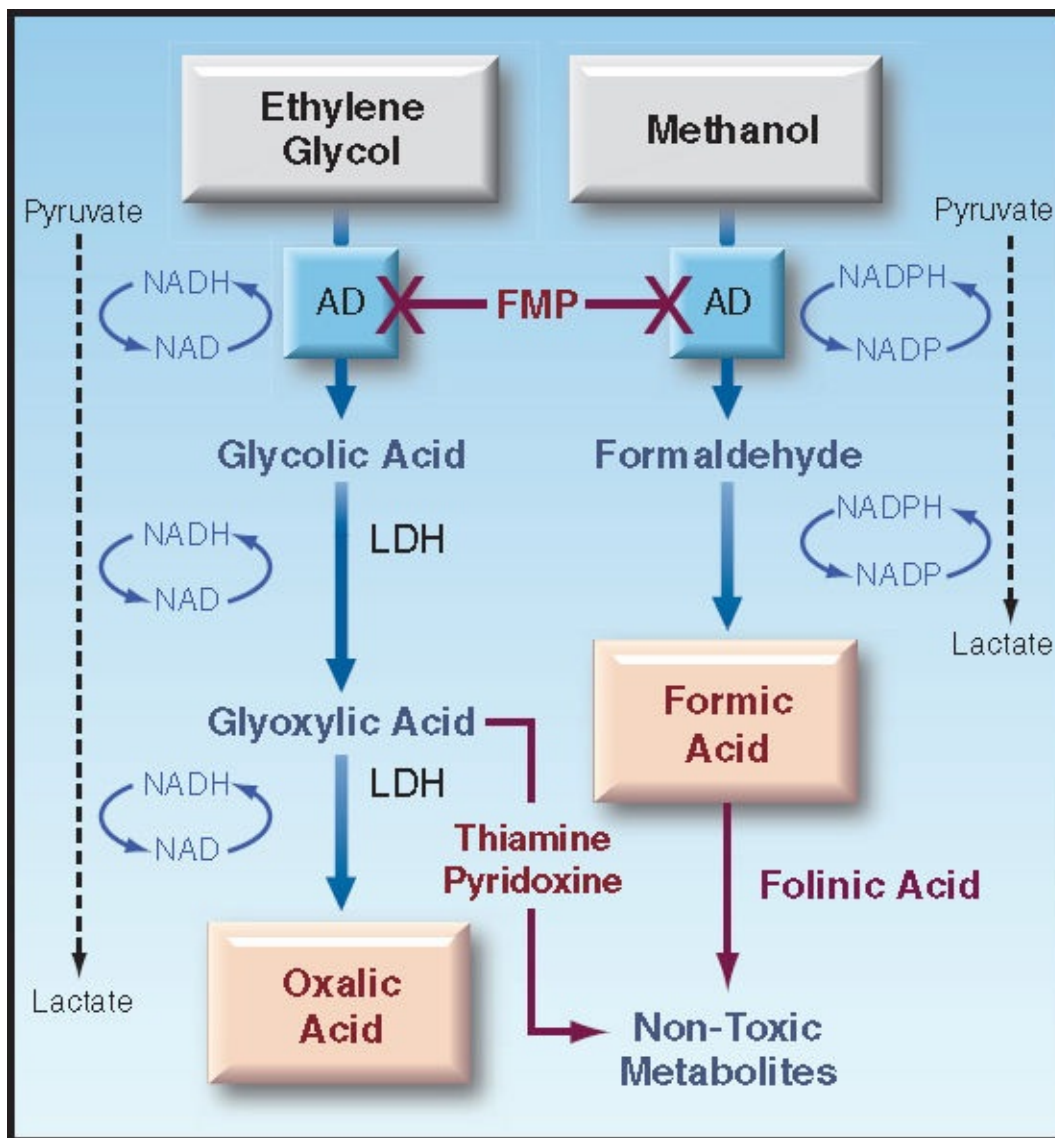 Ethylene
Glycol
Methanol
Pyruvate
Pyruvate
NADH
NAD
AD
FMP
AD
NADPH
NADP
Glycolic Acid
Formaldehyde
NADH
NAD
LDH
NADPH
NADP
Lactate
Glyoxylic Acid
Formic
Acid
NADH
NAD
LDH
Thiamine
Pyridoxine
Folinic Acid
Lactate
Oxalic
Acid
Non-Toxic
Metabolites